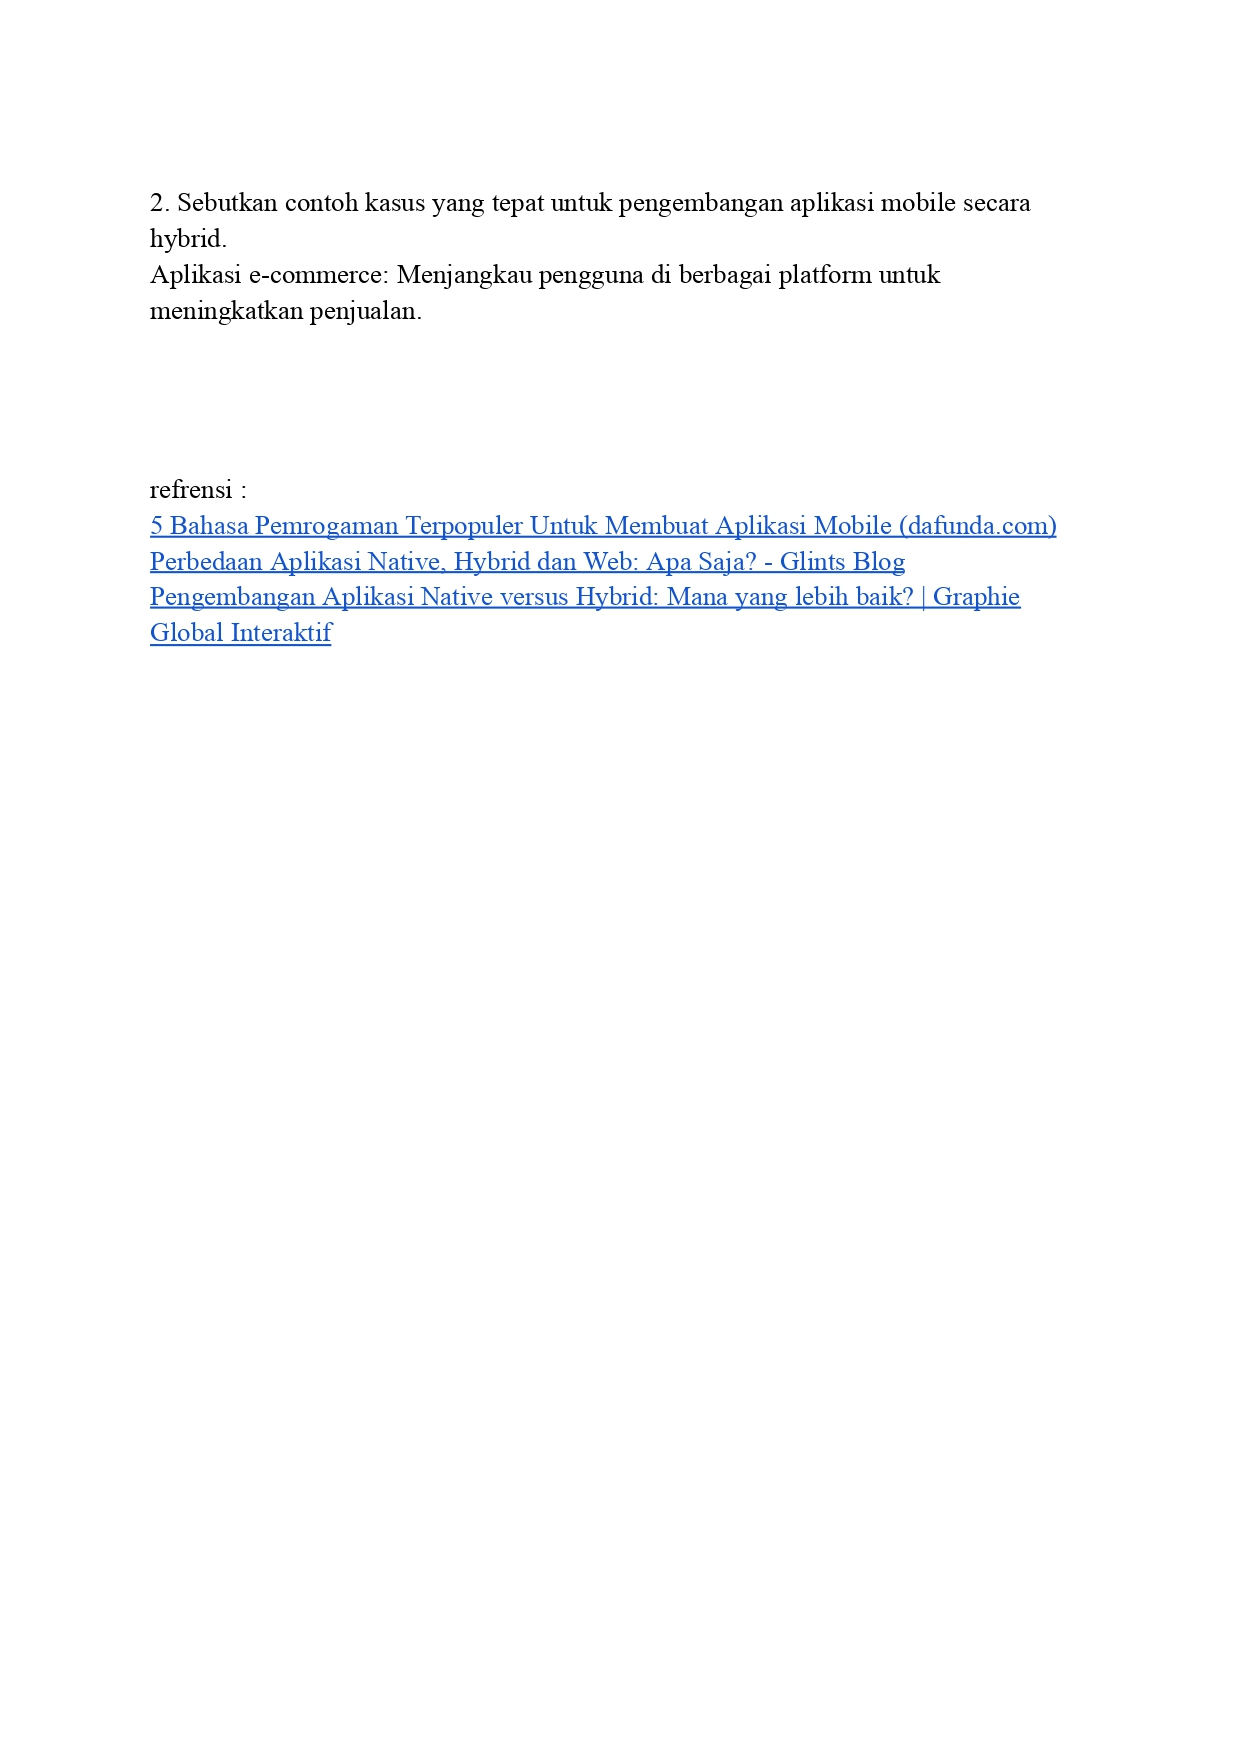 2. Sebutkan contoh kasus yang tepat untuk pengembangan aplikasi mobile secara
hybrid.
Aplikasi e-commerce: Menjangkau pengguna di berbagai platform untuk
meningkatkan penjualan.
refrensi :
5 Bahasa Pemrogaman Terpopuler Untuk Membuat Aplikasi Mobile (dafunda.com)
Perbedaan Aplikasi Native, Hybrid dan Web: Apa Saja? - Glints Blog
Pengembangan Aplikasi Native versus Hybrid: Mana yang lebih baik? | Graphie
Global Interaktif